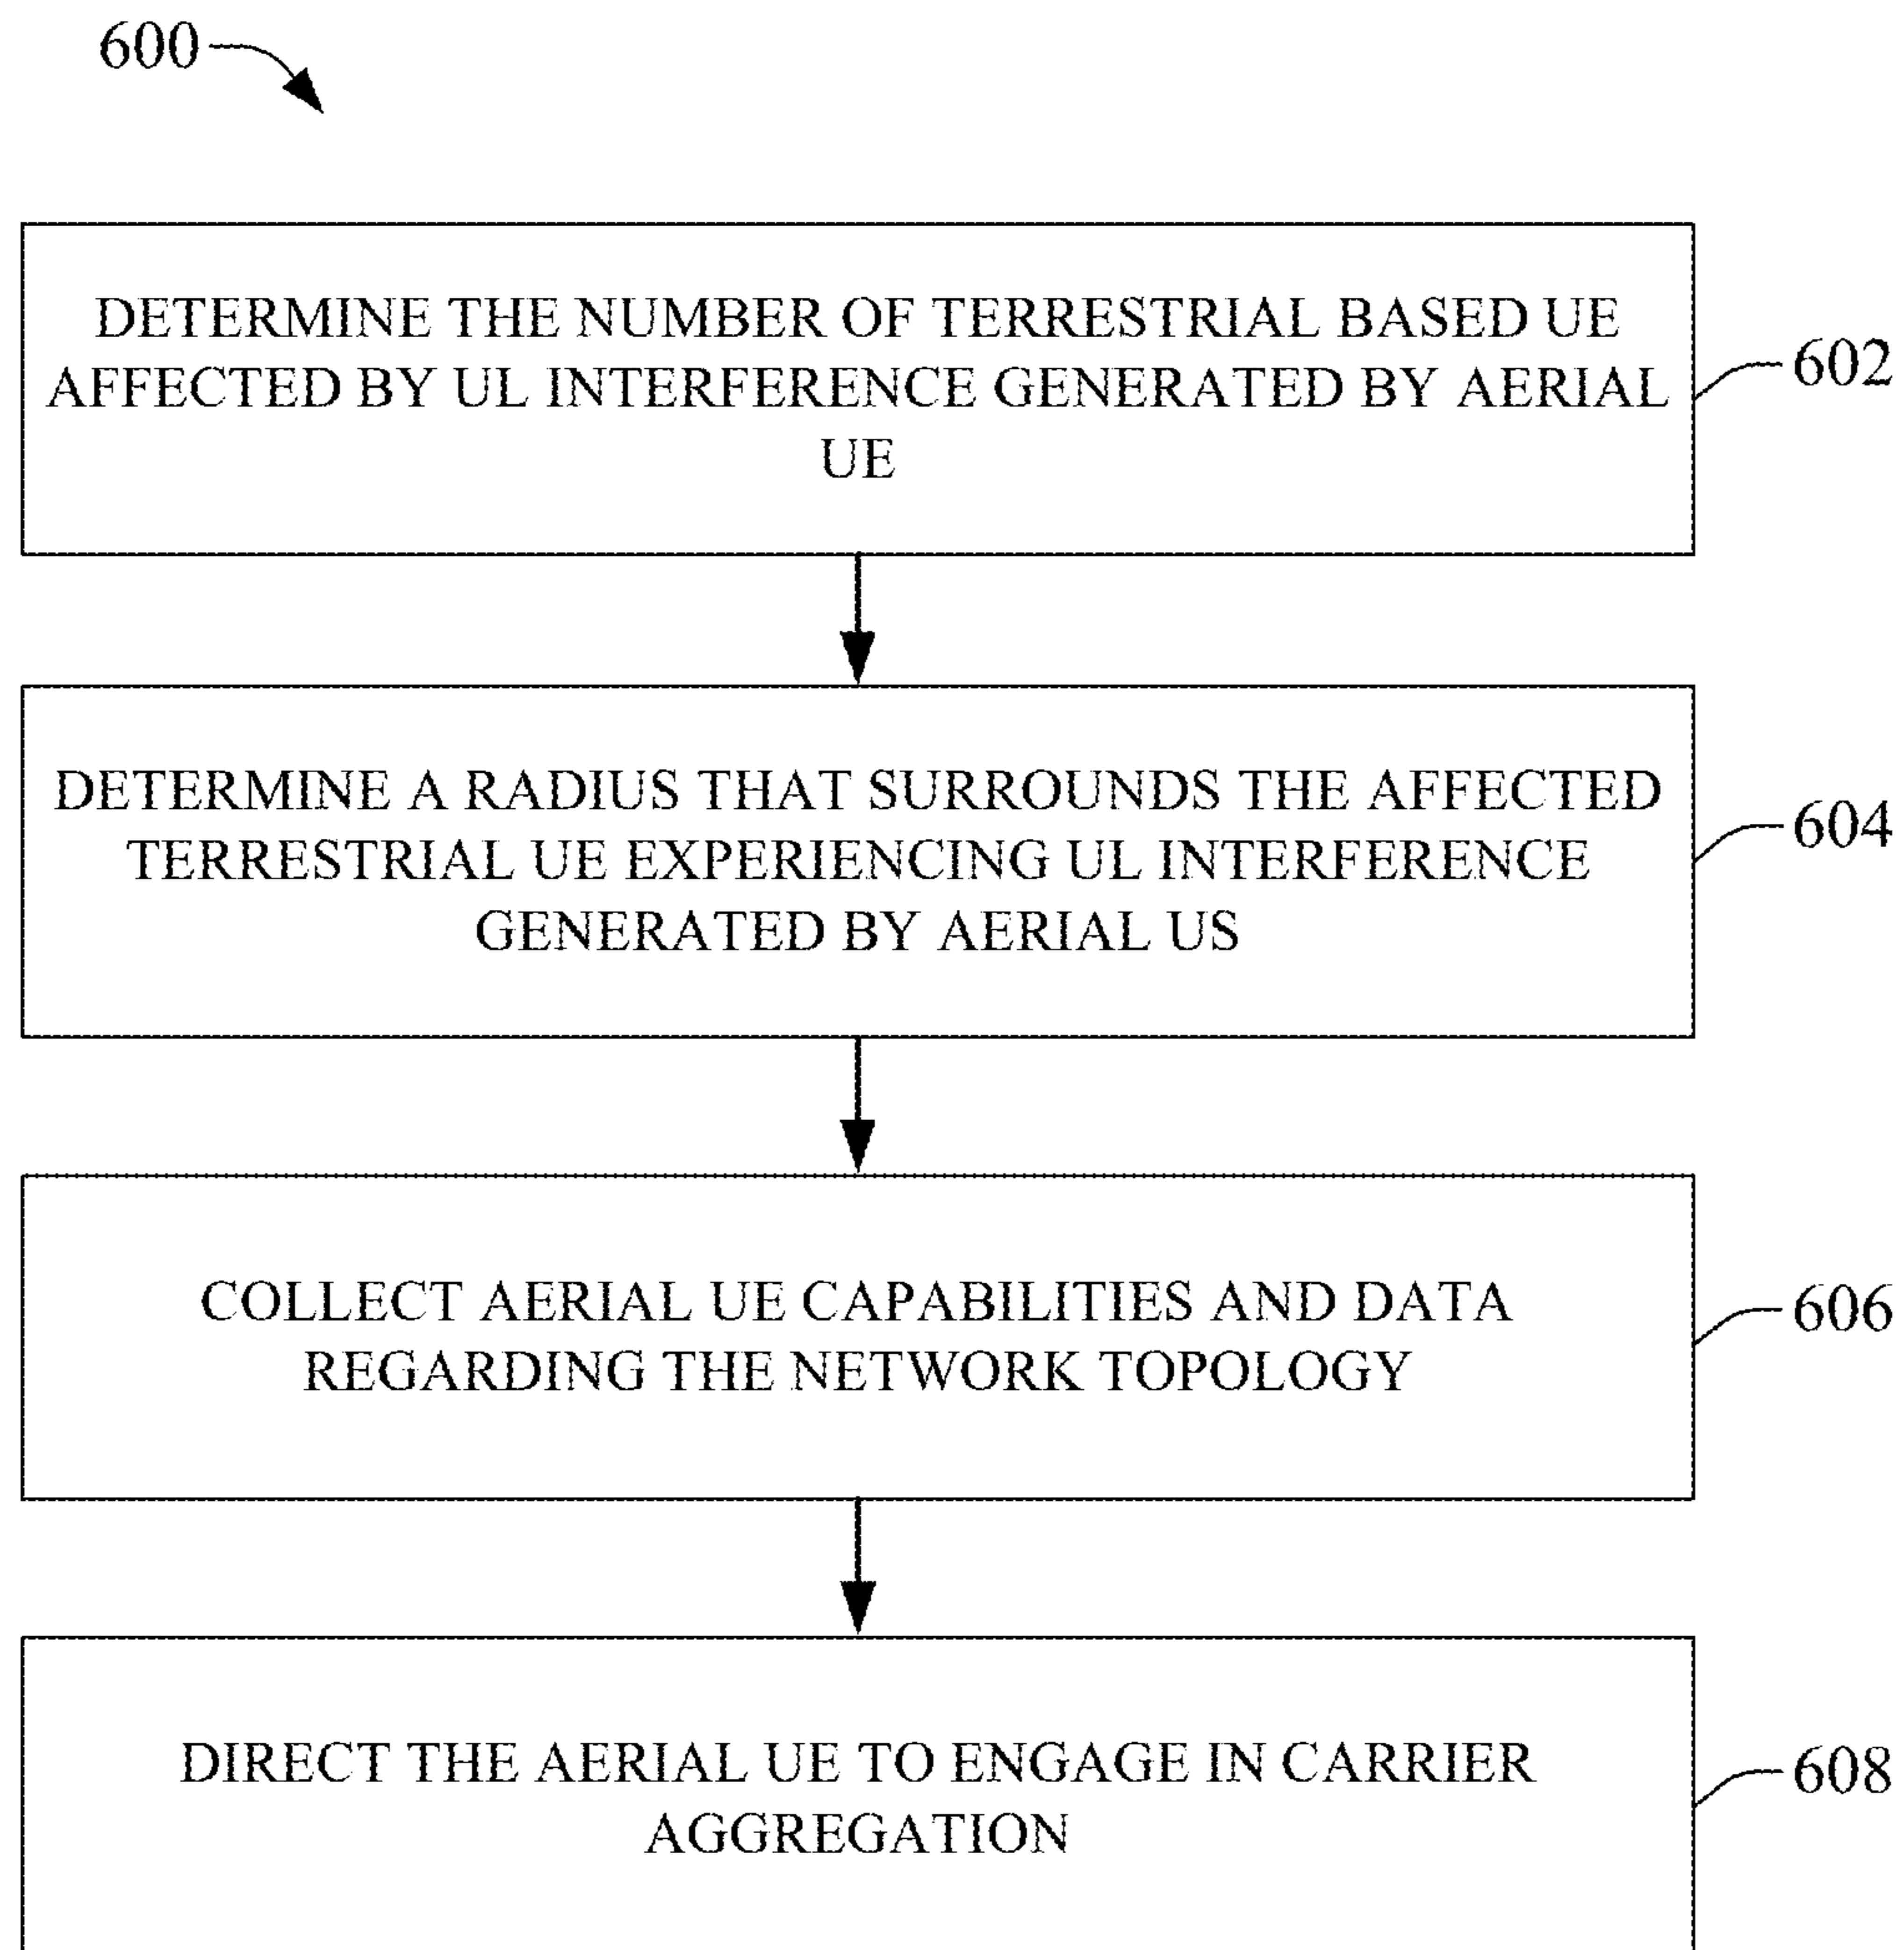 600
DETERMINE THE NUMBER OF TERRESTRIAL BASED UE
AFFECTED BY UL INTERFERENCE GENERATED BY AERIAL
UE
602
DETERMINE A RADIUS THAT SURROUNDS THE AFFECTED
TERRESTRIAL UE EXPERIENCING UL INTERFERENCE
GENERATED BY AERIAL US
604
COLLECT AERIAL UE CAPABILITIES AND DATA
REGARDING THE NETWORK TOPOLOGY
606
DIRECT THE AERIAL UE TO ENGAGE IN CARRIER
AGGREGATION
608